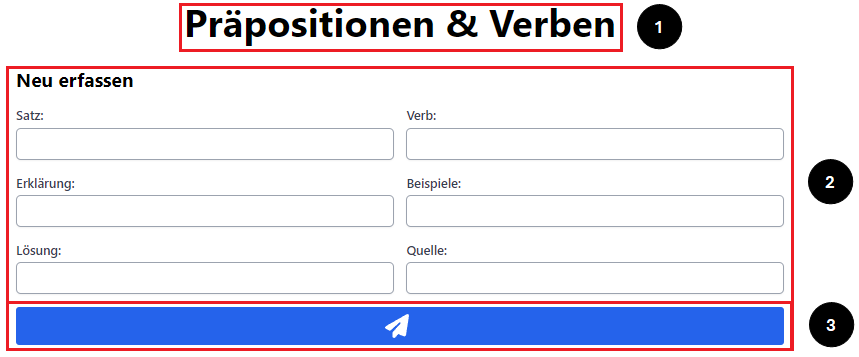 Präpositionen & Verben
1
Neu erfassen
Satz:
Verb:
2
Erklärung:
Beispiele:
Lösung:
Quelle:
3